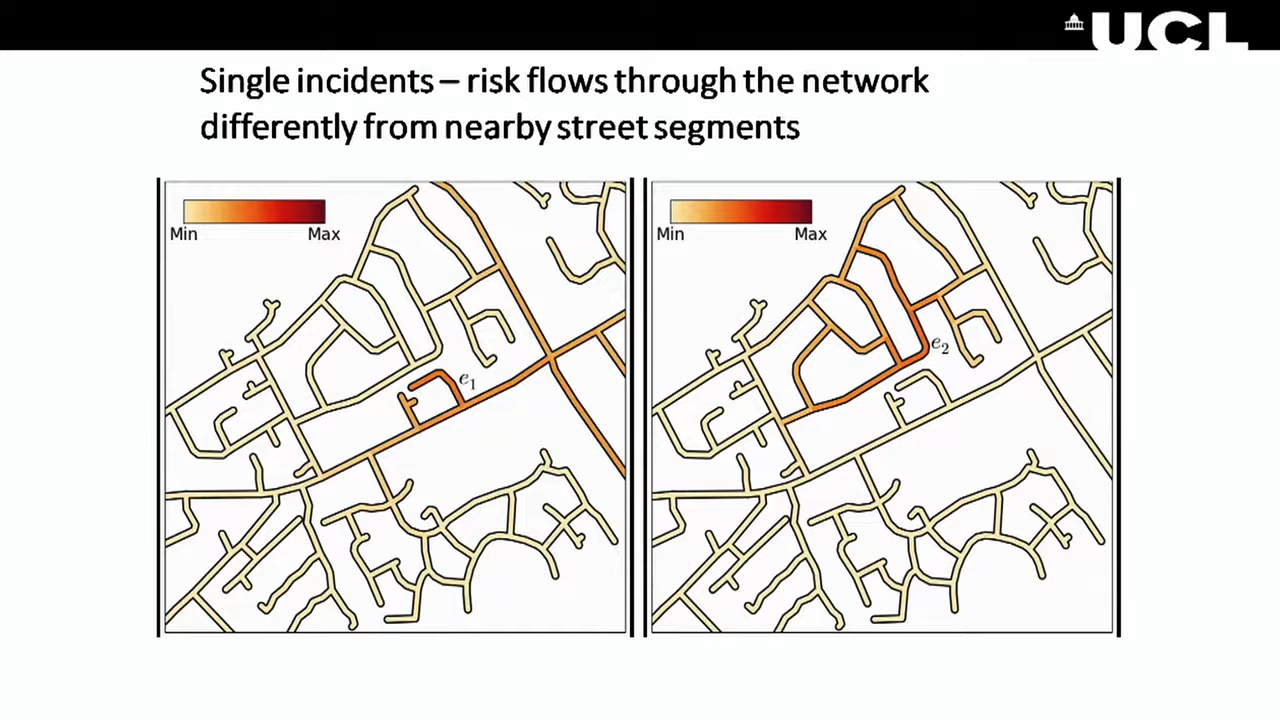 UCL
Single incidents – risk flows through the network
differently from nearby street segments
Min Max
e1
Min Max
e2